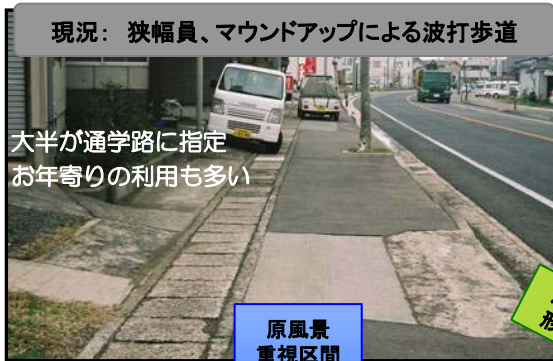 現況： 狭幅員、マウンドアップによる波打歩道
大半が通学路に指定
お年寄りの利用も多い
原風景
重視区間